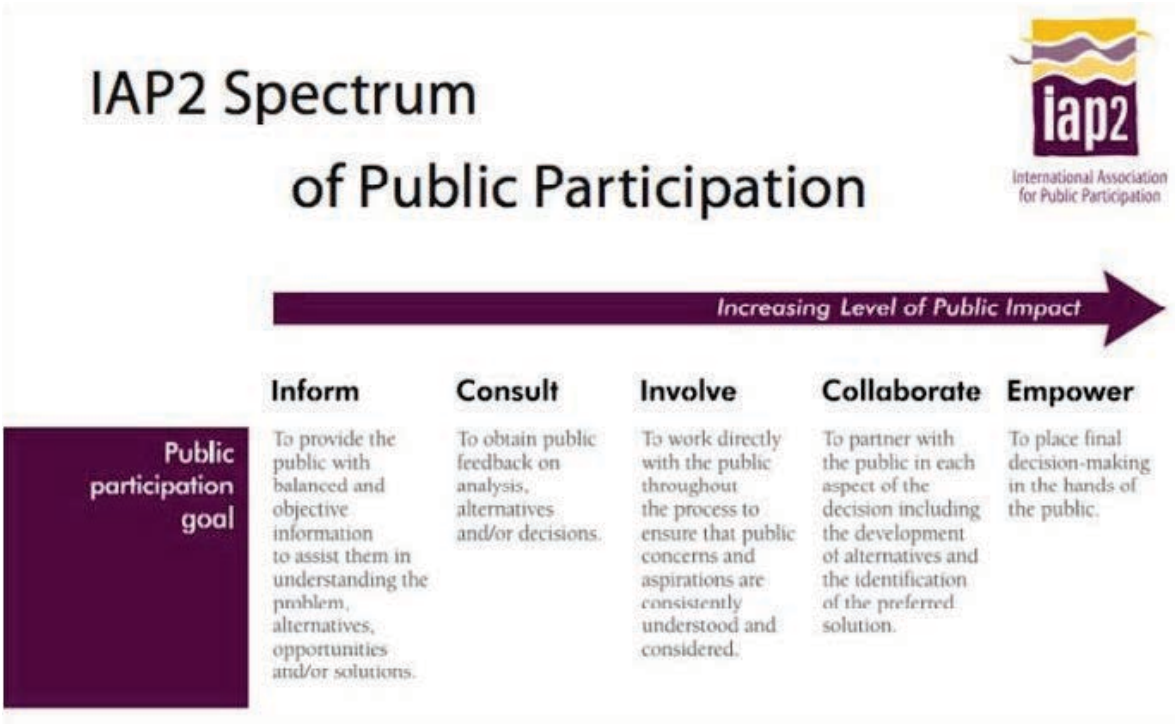 IAP2 Spectrum
of Public Participation
iap2
International Association
for Public Participation
Increasing Level of Public Impact
Inform
Consult
Involve
Collaborate
Empower
Public
participation
goal
To provide the
public with
balanced and
objective
information
to assist them in
understanding the
problem,
alternatives,
opportunities
and/or solutions.
To obtain public
feedback on
analysis,
alternatives
and/or decisions.
To work directly
with the public
throughout
the process to
ensure that public
concerns and
aspirations are
consistently
understood and
considered.
To partner with
the public in each
aspect of the
decision including
the development
of alternatives and
the identification
of the preferred
solution.
To place final
decision-making
in the hands of
the public.